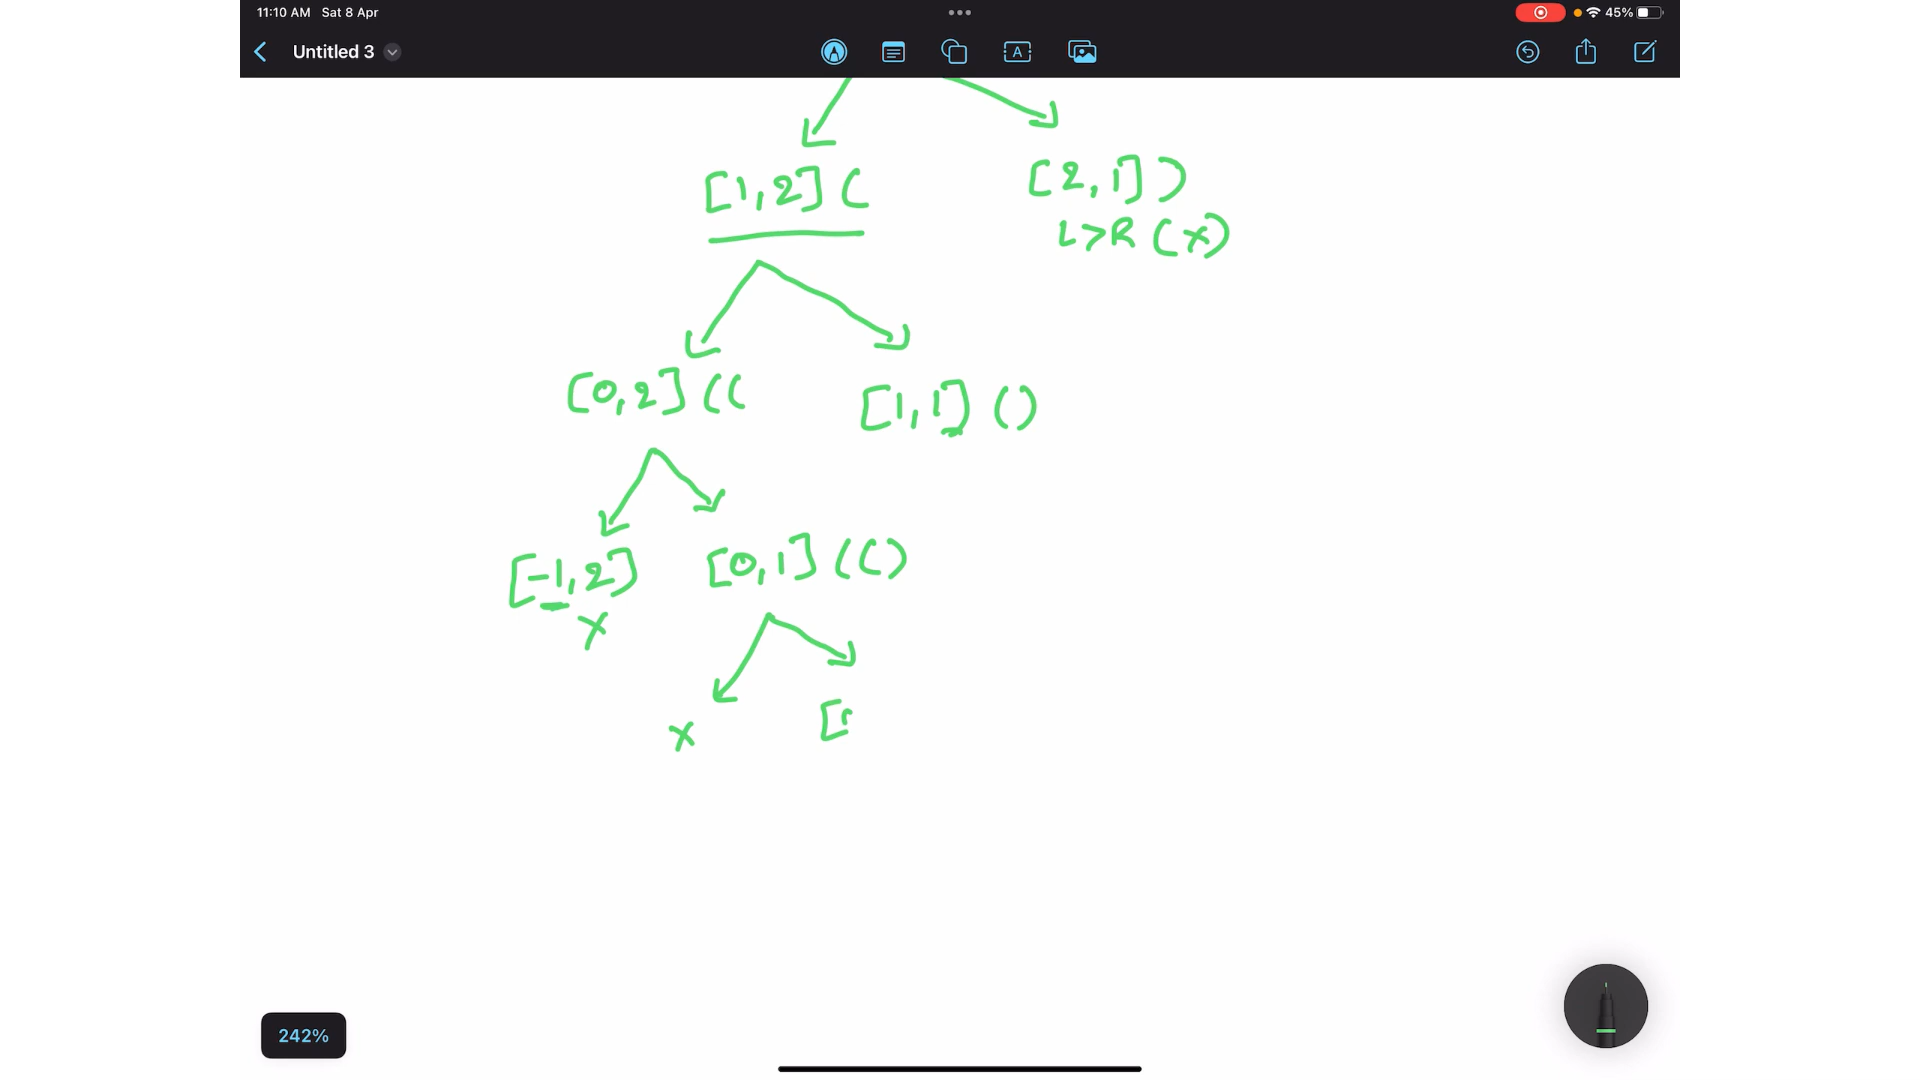 11:10 AM Sat 8 Apr
45%
Untitled 3
A
[1,2] (
[2,1] )
L>R (x)
[0,2] ((
[1,1] ()
[-1,2]
[0,1] (()
x
x
[
242%